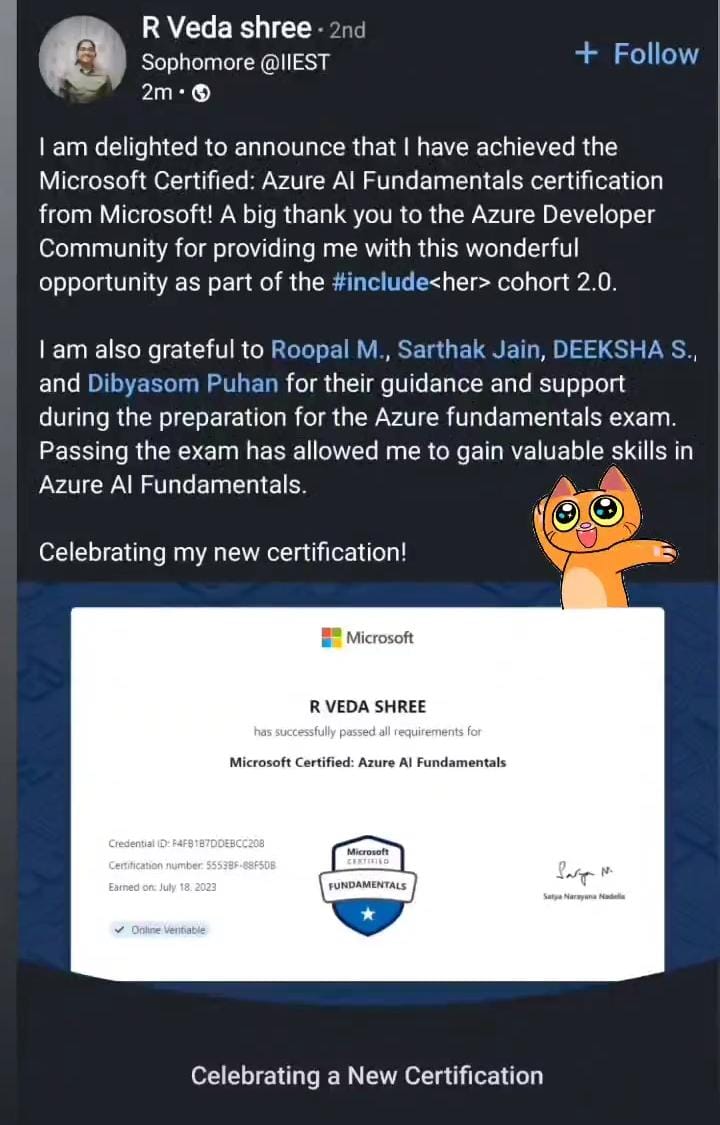 R Veda shree · 2nd
+ Follow
Sophomore @IIEST
2m ·
I am delighted to announce that I have achieved the
Microsoft Certified: Azure AI Fundamentals certification
from Microsoft! A big thank you to the Azure Developer
Community for providing me with this wonderful
opportunity as part of the #include<her> cohort 2.0.
I am also grateful to Roopal M., Sarthak Jain, DEEKSHA S.,
and Dibyasom Puhan for their guidance and support
during the preparation for the Azure fundamentals exam.
Passing the exam has allowed me to gain valuable skills in
Azure AI Fundamentals.
Celebrating my new certification!
Microsoft
R VEDA SHREE
has successfully passed all requirements for
Microsoft Certified: Azure AI Fundamentals
Credential ID: F4FB1B7DDEBCC208
Certification number: 5553BF-88F5DB
Earned on: July 18, 2023
Online Verifiable
Microsoft
CERTIFIED
FUNDAMENTALS
Satya N.
Satya Narayana Nadella
Celebrating a New Certification